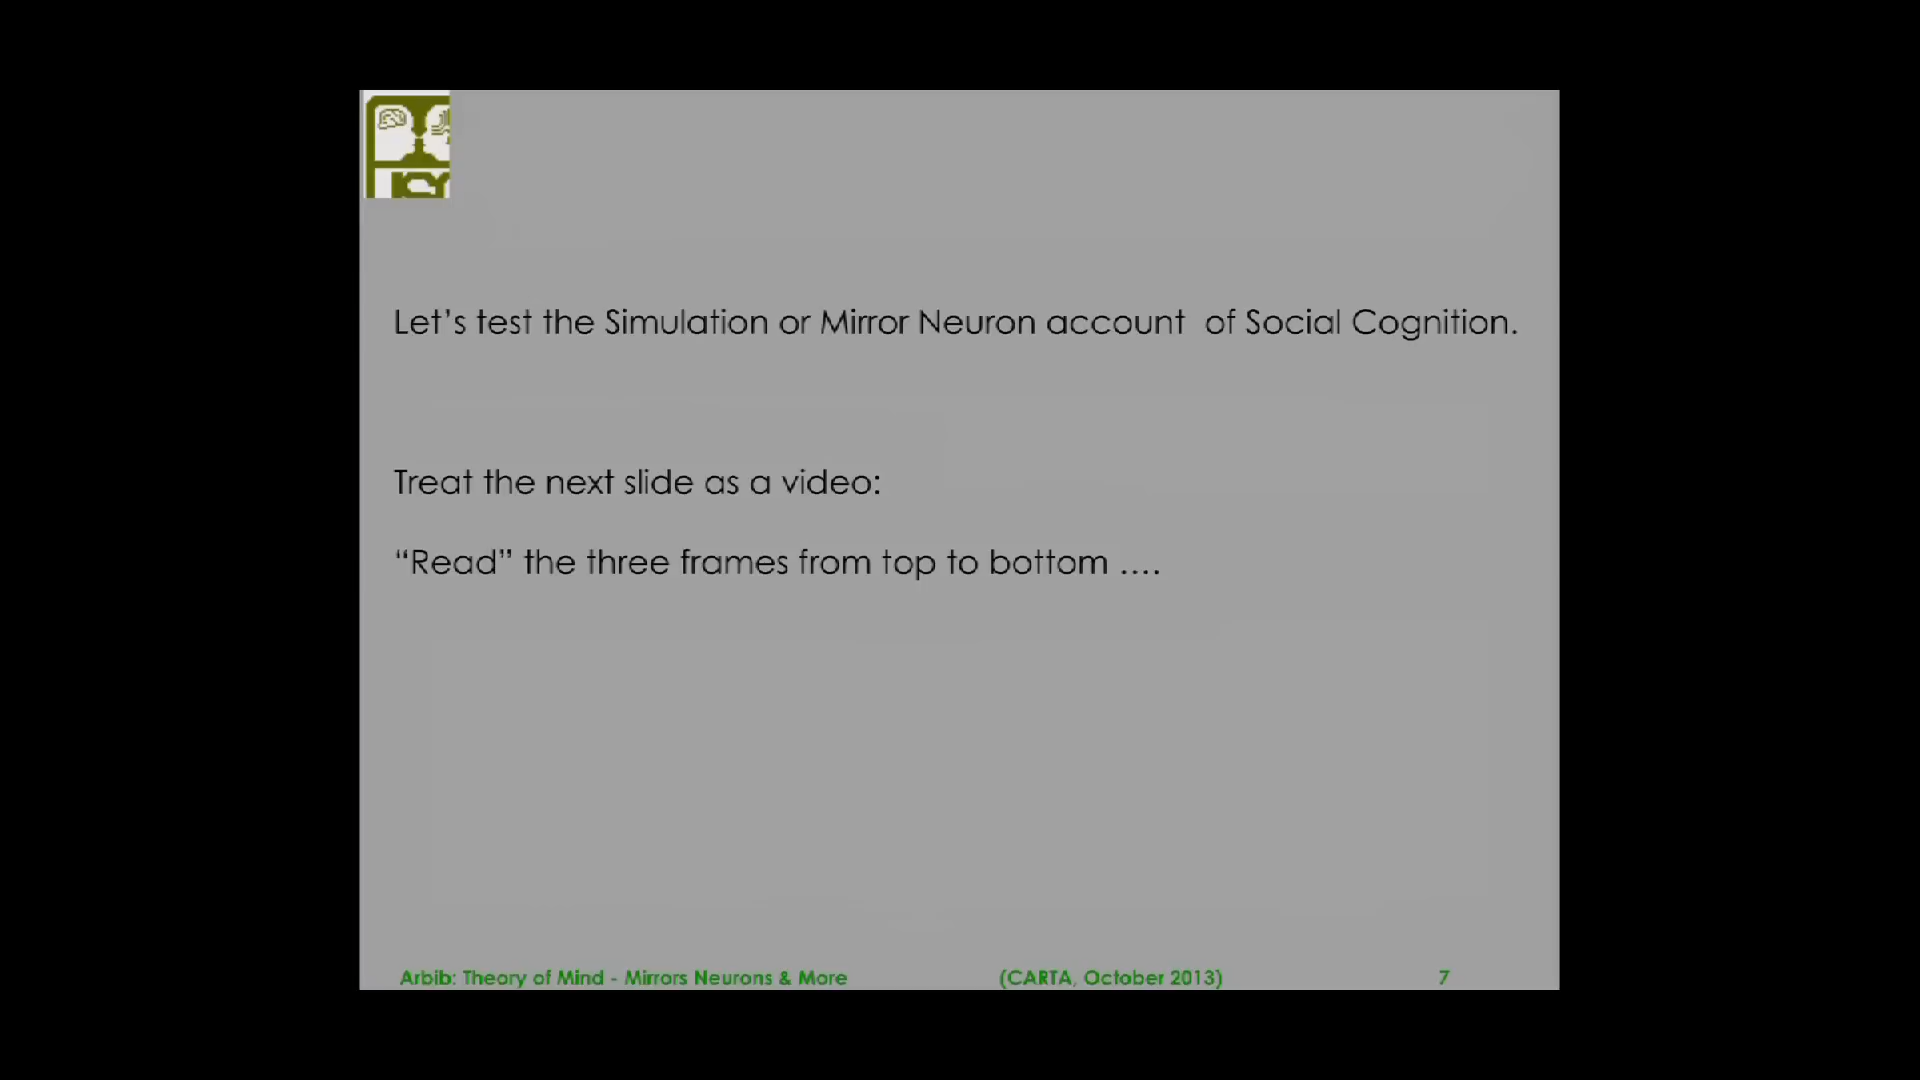 Let’s test the Simulation or Mirror Neuron account  of Social Cognition.
Treat the next slide as a video:
“Read” the three frames from top to bottom ….
Arbib: Theory of Mind - Mirrors Neurons & More (CARTA, October 2013) 7